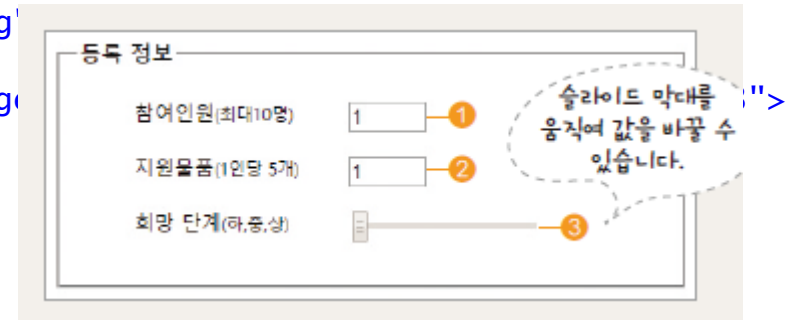 g'
등록 정보
참여인원(최대10명) 1 1
슬라이드 막대를
움직여 값을 바꿀 수
있습니다.
">
지원물품(1인당 5개) 1 2
희망 단계(하,중,상) 3